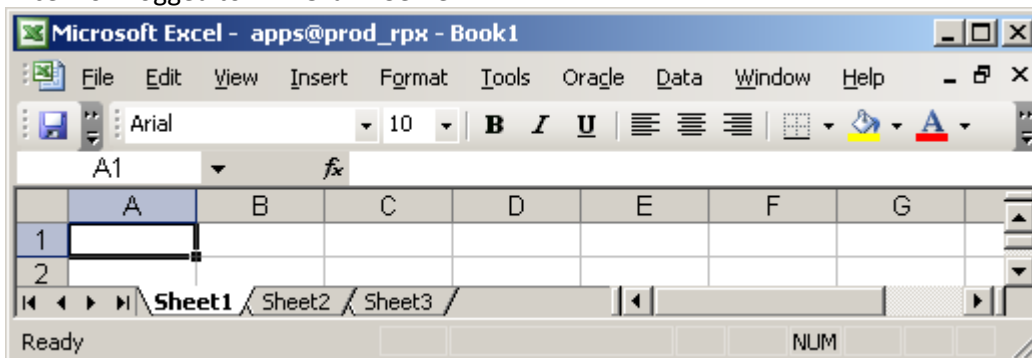 Microsoft Excel - apps@prod_rpx - Book1
File Edit View Insert Format Tools Oracle Data Window Help
Arial 10 B I U A
A1 fx
A B C D E F G
1
2
Sheet1 Sheet2 Sheet3
Ready NUM